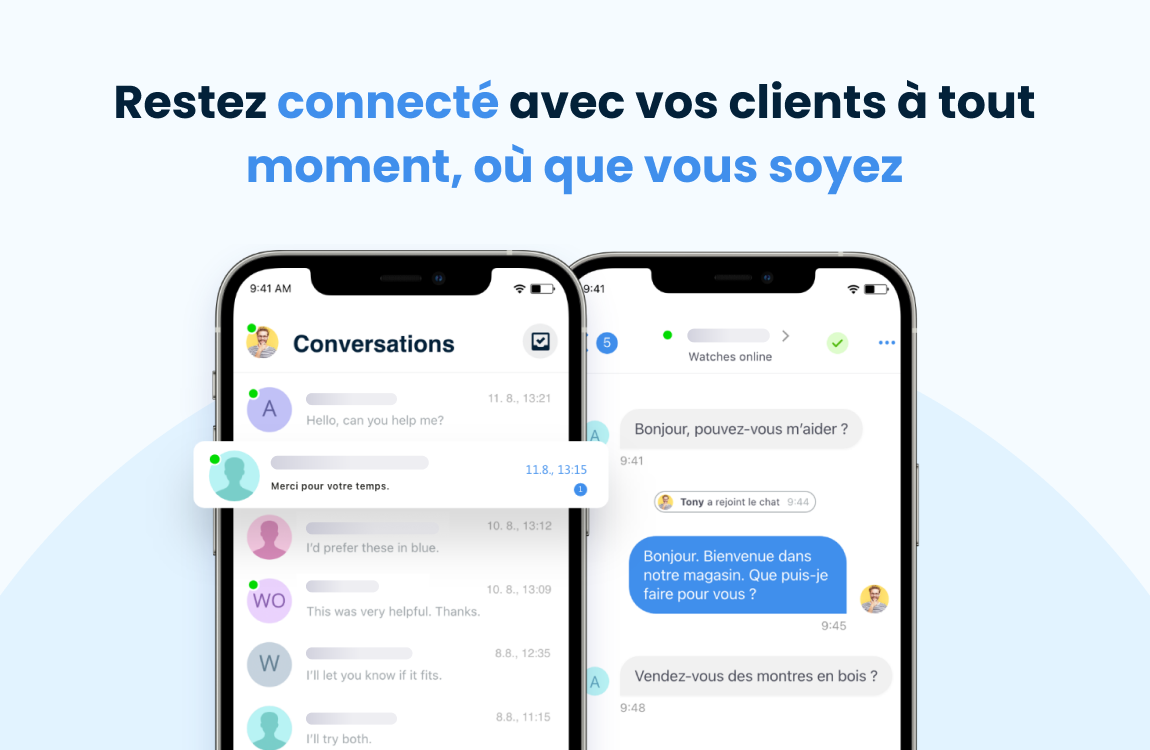 Restez connecté avec vos clients à tout
moment, où que vous soyez
9:41 AM
Conversations
A
11. 8., 13:21
Hello, can you help me?
11.8., 13:15
Merci pour votre temps.
1
10. 8., 13:12
I'd prefer these in blue.
WO
10. 8., 13:09
This was very helpful. Thanks.
W
8.8., 12:35
I'll let you know if it fits.
8.8., 11:15
I'll try both.
9:41
5
Watches online
A
Bonjour, pouvez-vous m’aider ?
9:41
Tony a rejoint le chat 9:44
Bonjour. Bienvenue dans
notre magasin. Que puis-je
faire pour vous ?
9:45
A
Vendez-vous des montres en bois ?
9:48